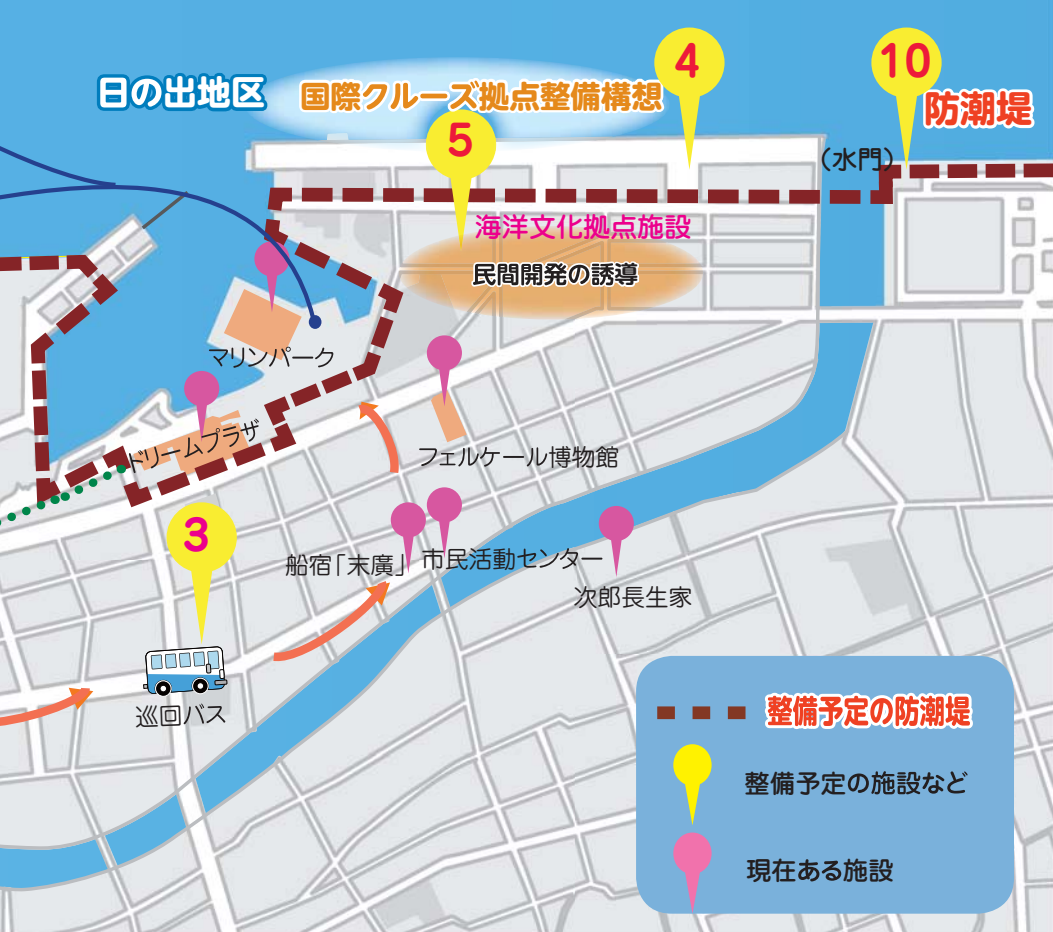 日の出地区
国際クルーズ拠点整備構想
4
10
防潮堤
5
(水門)
海洋文化拠点施設
民間開発の誘導
マリンパーク
ドリームプラザ
フェルケール博物館
3
船宿「末廣」
市民活動センター
次郎長生家
巡回バス
整備予定の防潮堤
整備予定の施設など
現在ある施設